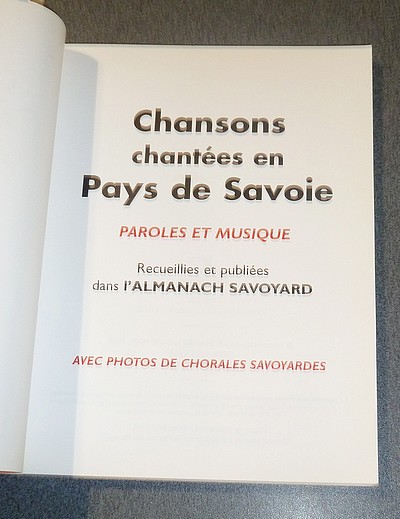 Chansons
chantées en
Pays de Savoie
PAROLES ET MUSIQUE
Recueillies et publiées
dans l'ALMANACH SAVOYARD
AVEC PHOTOS DE CHORALES SAVOYARDES